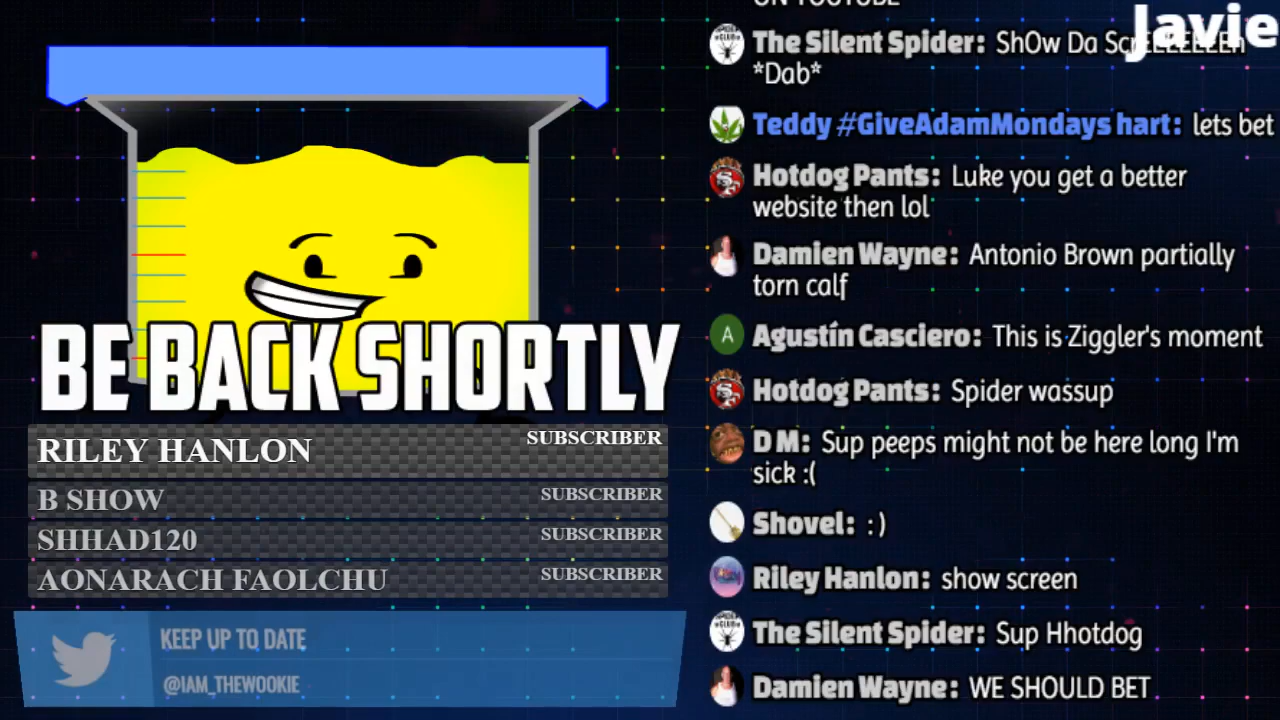 BE BACK SHORTLY
RILEY HANLON SUBSCRIBER
B SHOW SUBSCRIBER
SHHAD120 SUBSCRIBER
AONARACH FAOLCHU SUBSCRIBER
KEEP UP TO DATE
@IAM_THEWOOKIE
Javie
ON YOUTUBE
The Silent Spider: ShOw Da ScrEEEEEEEn
*Dab*
Teddy #GiveAdamMondays hart: lets bet
Hotdog Pants: Luke you get a better
website then lol
Damien Wayne: Antonio Brown partially
torn calf
A
Agustín Casciero: This is Ziggler's moment
Hotdog Pants: Spider wassup
D M: Sup peeps might not be here long I'm
sick :(
Shovel: :)
Riley Hanlon: show screen
The Silent Spider: Sup Hhotdog
Damien Wayne: WE SHOULD BET